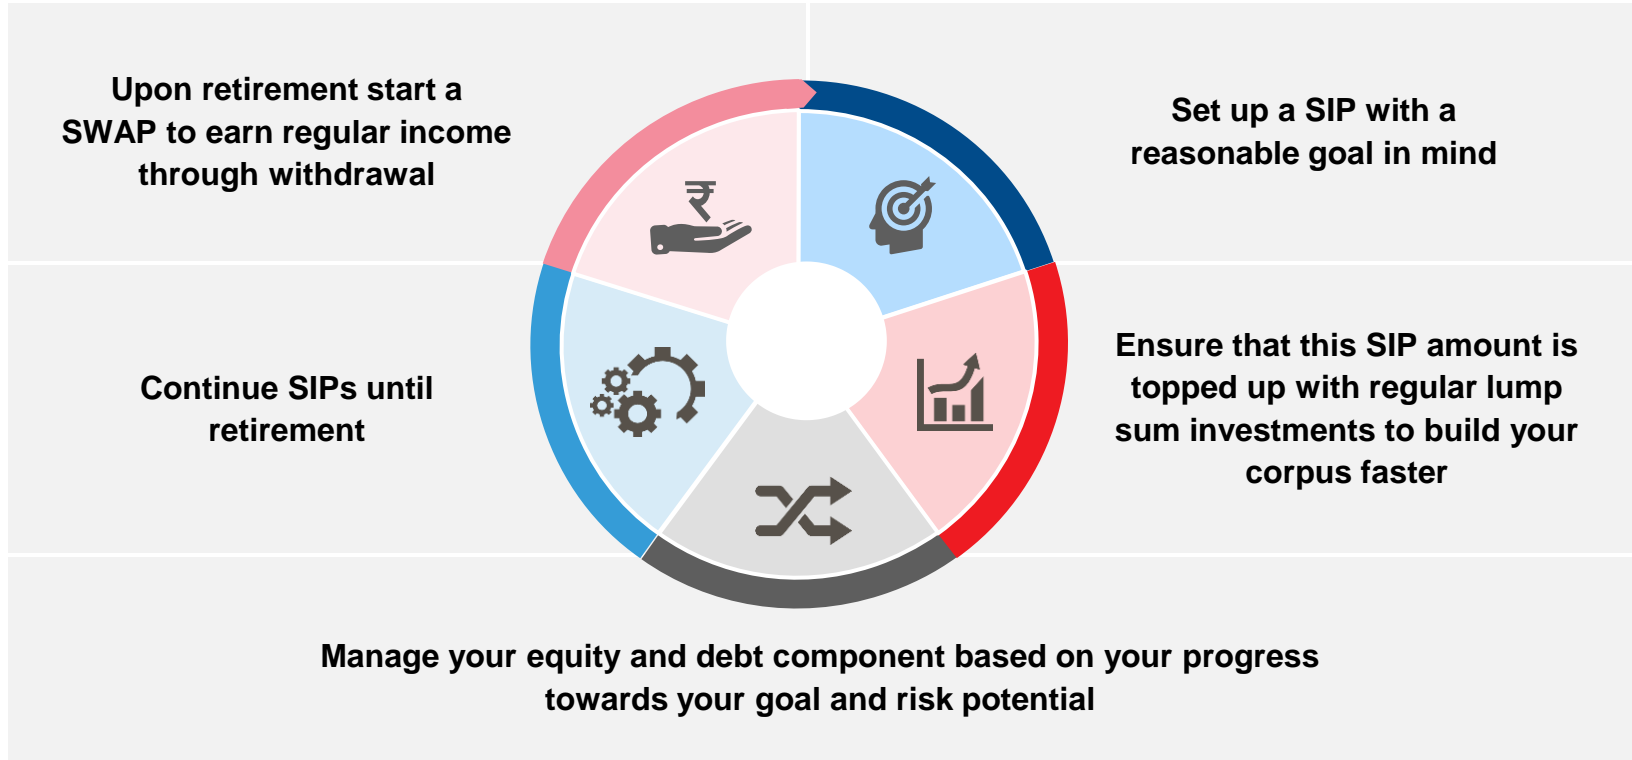 Upon retirement start a
SWAP to earn regular income
through withdrawal
Set up a SIP with a
reasonable goal in mind
₹
Continue SIPs until
retirement
Ensure that this SIP amount is
topped up with regular lump
sum investments to build your
corpus faster
Manage your equity and debt component based on your progress
towards your goal and risk potential